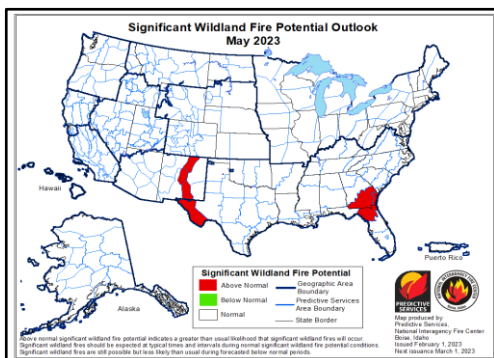 Significant Wildland Fire Potential Outlook
May 2023
Hawaii
Alaska
Puerto Rico
Significant Wildland Fire Potential
Above Normal
Below Normal
Normal
Geographic Area
Boundary
Predictive Services
Area Boundary
State Border
PREDICTIVE
SERVICES
Map produced by
Predictive Services,
National Interagency Fire Center
Boise, Idaho
Issued February 1, 2023
Next issuance March 1, 2023
Above normal significant wildland fire potential indicates a greater than usual likelihood that significant wildland fires will occur.
Significant wildland fires should be expected at typical times and intervals during normal significant wildland fire potential conditions.
Significant wildland fires are still possible but less likely than usual during forecasted below normal periods.